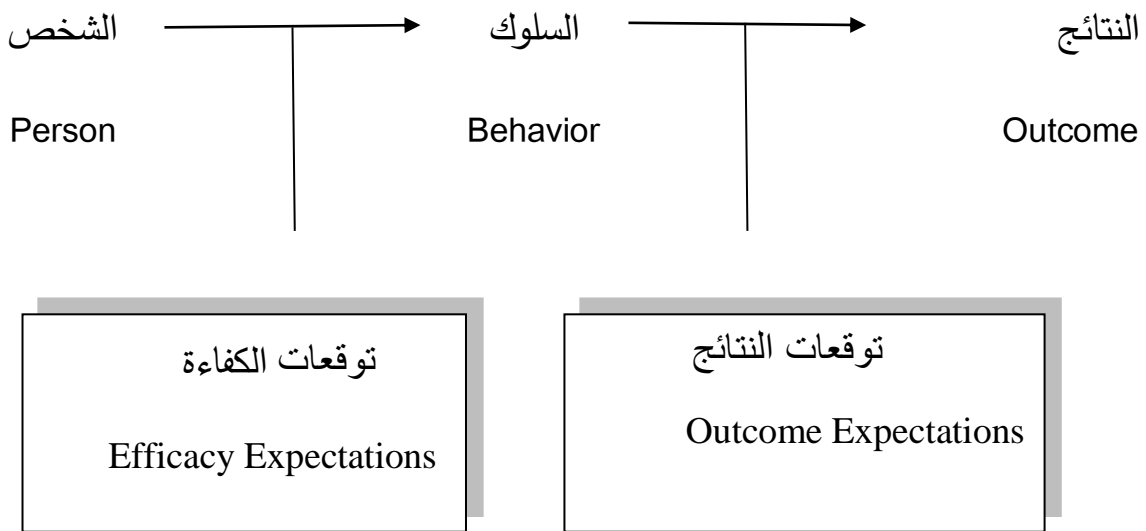 الشخص
السلوك
النتائج
Person
Behavior
Outcome
توقعات الكفاءة
Efficacy Expectations
توقعات النتائج
Outcome Expectations